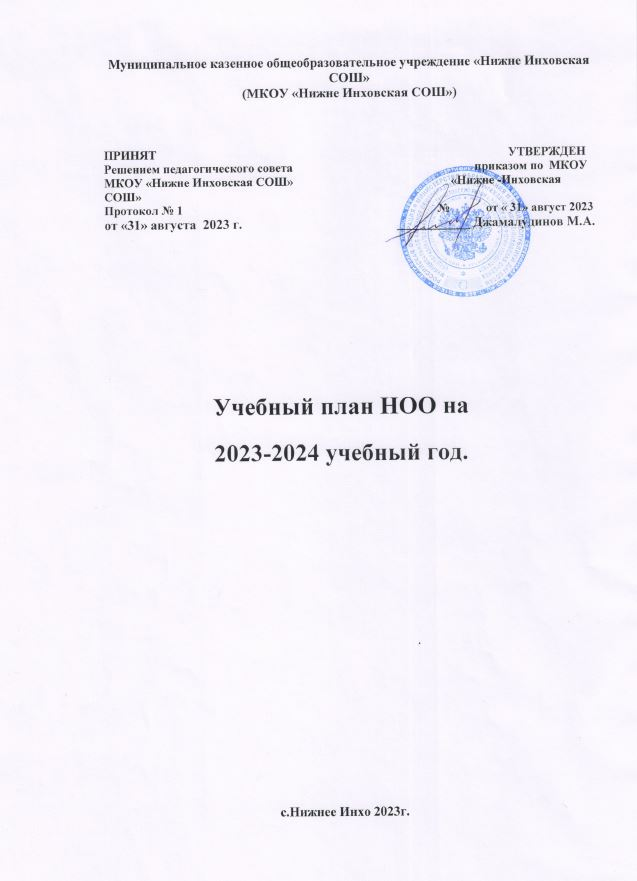 Муниципальное казенное общеобразовательное учреждение «Нижне Инховская
СОШ»
(МКОУ «Нижне Инховская СОШ»)
ПРИНЯТ
Решением педагогического совета
МКОУ «Нижне Инховская СОШ»
СОШ»
Протокол № 1
от «31» августа 2023 г.
УТВЕРЖДЕН
приказом по МКОУ
«Нижне -Инховская
№ от « 31» август 2023
Джамалудинов М.А.
Учебный план НОО на
2023-2024 учебный год.
с.Нижнее Инхо 2023г.